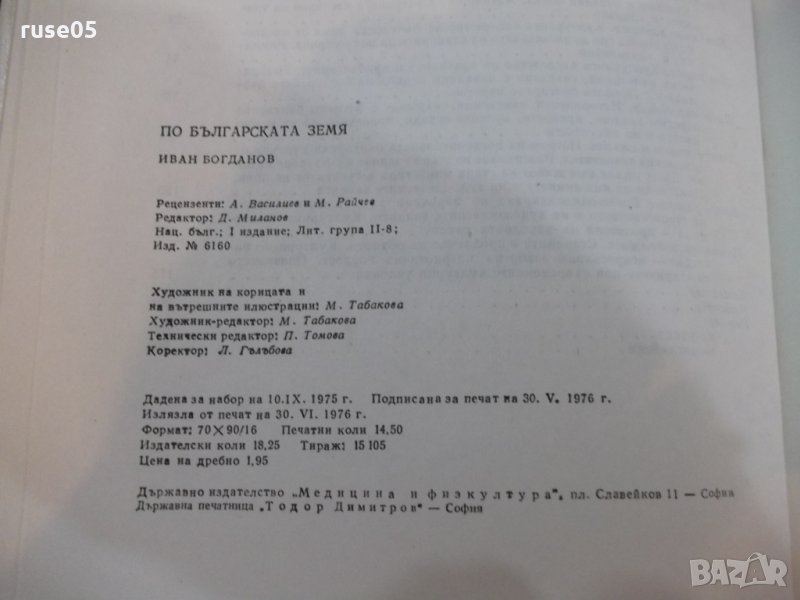 ruse05
ПО БЪЛГАРСКАТА ЗЕМЯ
ИВАН БОГДАНОВ
Рецензенти: А. Василиев и М. Райчев
Редактор: Д. Миланов
Нац. бълг.; I издание; Лит. група II-8;
Изд. № 6160
Художник на корицата и
на вътрешните илюстрации: М. Табакова
Художник-редактор: М. Табакова
Технически редактор: П. Томова
Коректор: Л. Гълъбова
Дадена за набор на 10.IX. 1975 г. Подписана за печат на 30. V. 1976 г.
Излязла от печат на 30. VI. 1976 г.
Формат: 70×90/16 Печатни коли 14,50
Издателски коли 18,25 Тираж: 15 105
Цена на дребно 1,95
Държавно издателство „Медицина и физкултура", пл. Славейков 11 — София
Държавна печатница „Тодор Димитров" — София
BAZAR